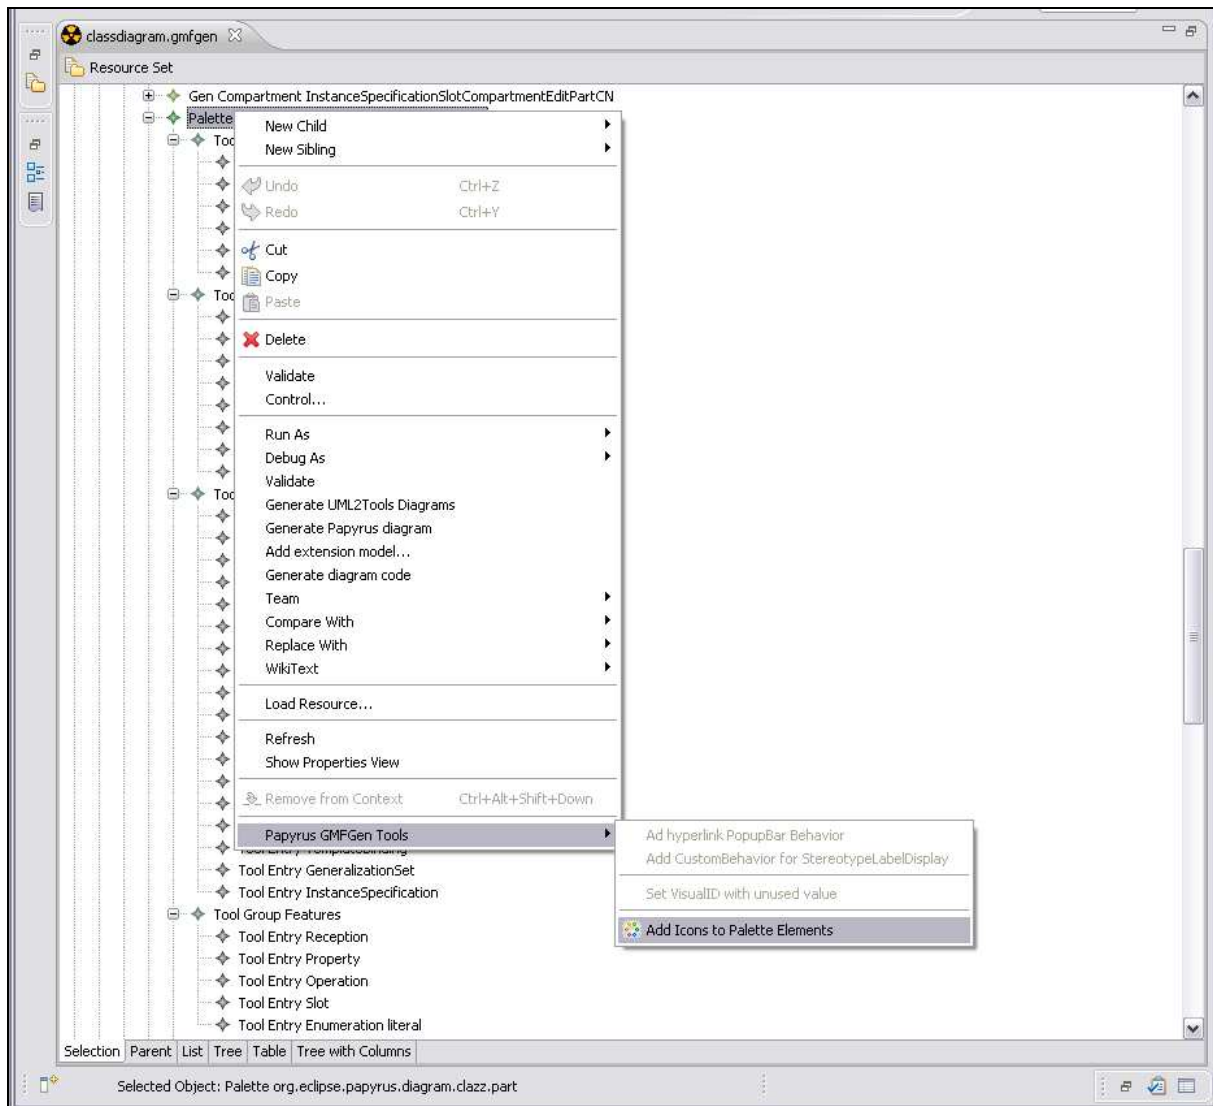 classdiagram.gmfgen
Resource Set
Gen Compartment InstanceSpecificationSlotCompartmentEditPartCN
Palette
New Child
Too
New Sibling
Undo Ctrl+Z
Redo Ctrl+Y
Cut
Copy
Too
Paste
Delete
Validate
Control...
Run As
Debug As
Validate
Too
Generate UML2Tools Diagrams
Generate Papyrus diagram
Add extension model...
Generate diagram code
Team
Compare With
Replace With
WikiText
Load Resource...
Refresh
Show Properties View
Remove from Context Ctrl+Alt+Shift+Down
Papyrus GMFGen Tools
Ad hyperlink PopupBar Behavior
Tool Entry TemplateBinding
Add CustomBehavior for StereotypeLabelDisplay
Tool Entry GeneralizationSet
Tool Entry InstanceSpecification
Set VisualID with unused value
Tool Group Features
Add Icons to Palette Elements
Tool Entry Reception
Tool Entry Property
Tool Entry Operation
Tool Entry Slot
Tool Entry Enumeration literal
Selection Parent List Tree Table Tree with Columns
Selected Object: Palette org.eclipse.papyrus.diagram.clazz.part